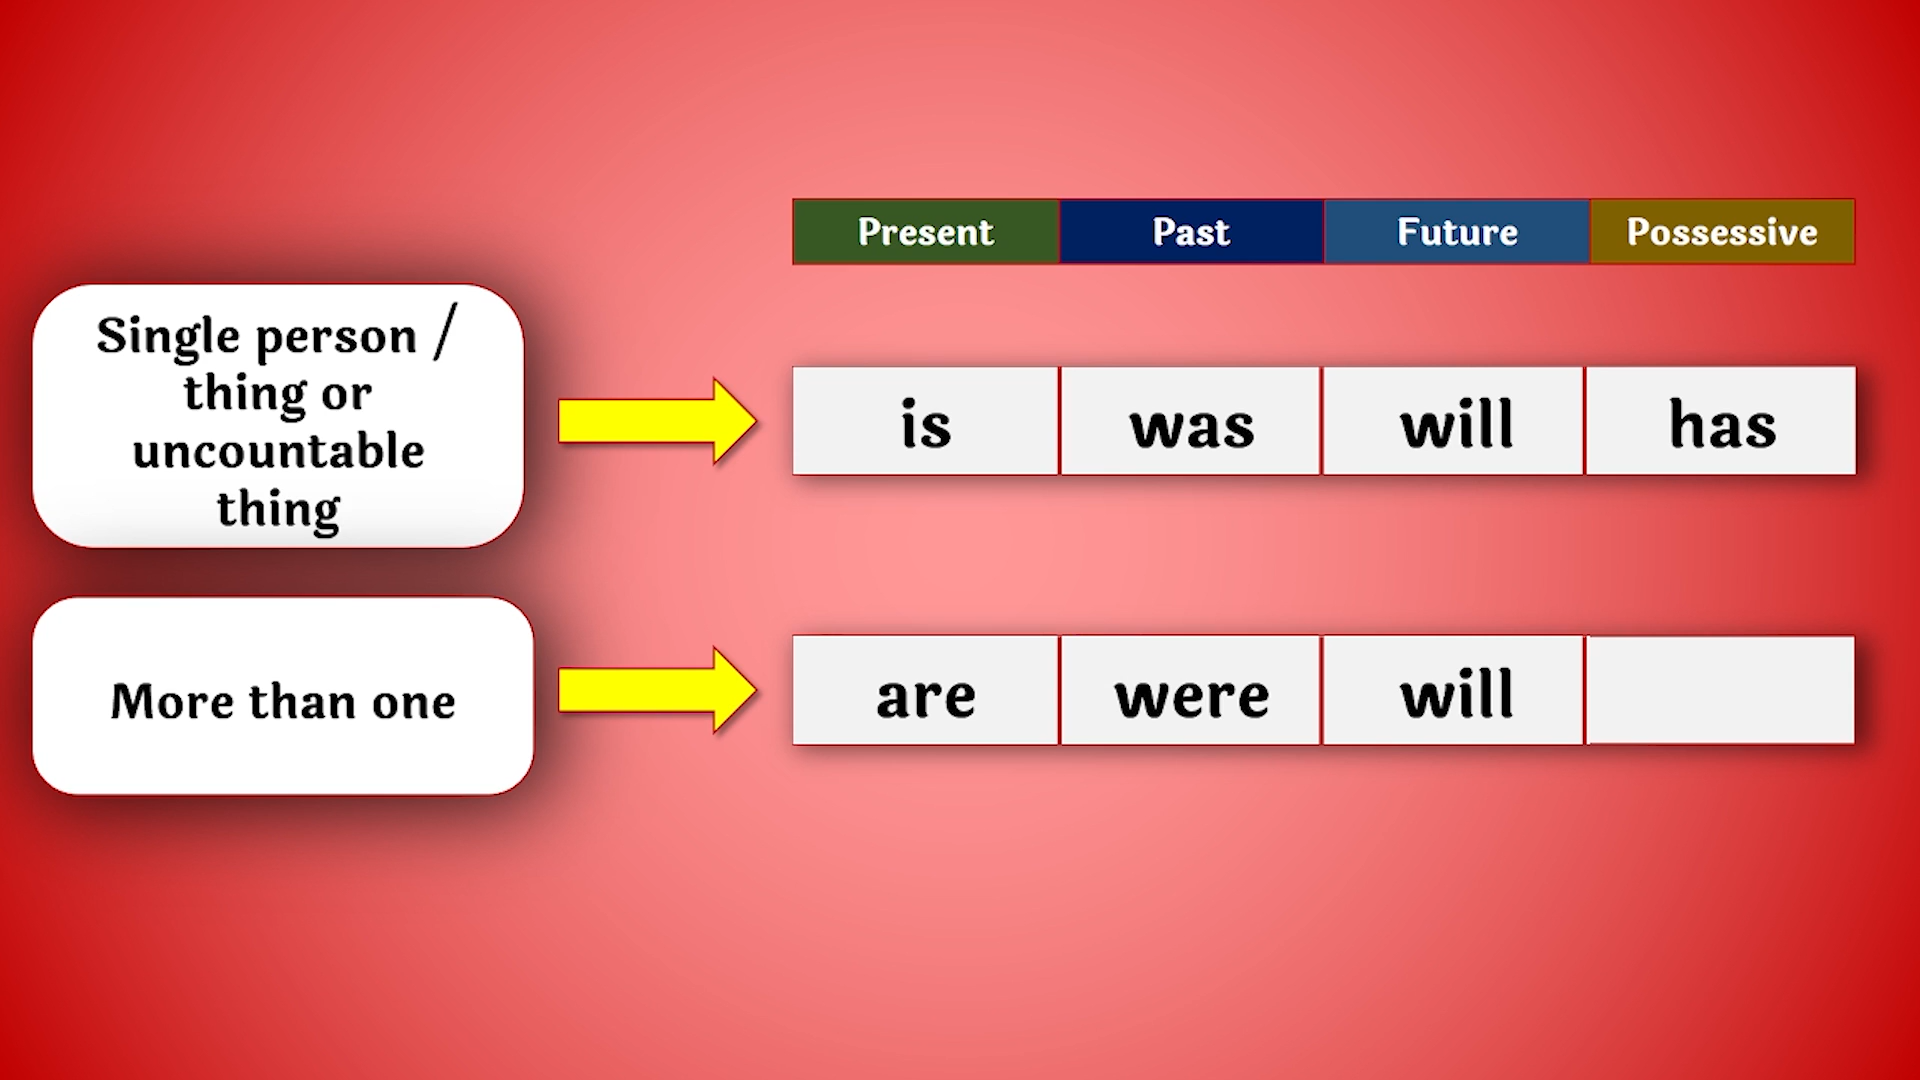 Present Past Future Possessive
Single person /
thing or
uncountable
thing
is was will has
More than one
are were will